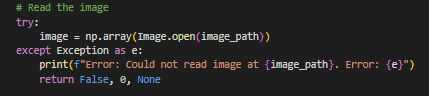 # Read the image
try:
    image = np.array(Image.open(image_path))
except Exception as e:
    print(f"Error: Could not read image at {image_path}. Error: {e}")
    return False, 0, None